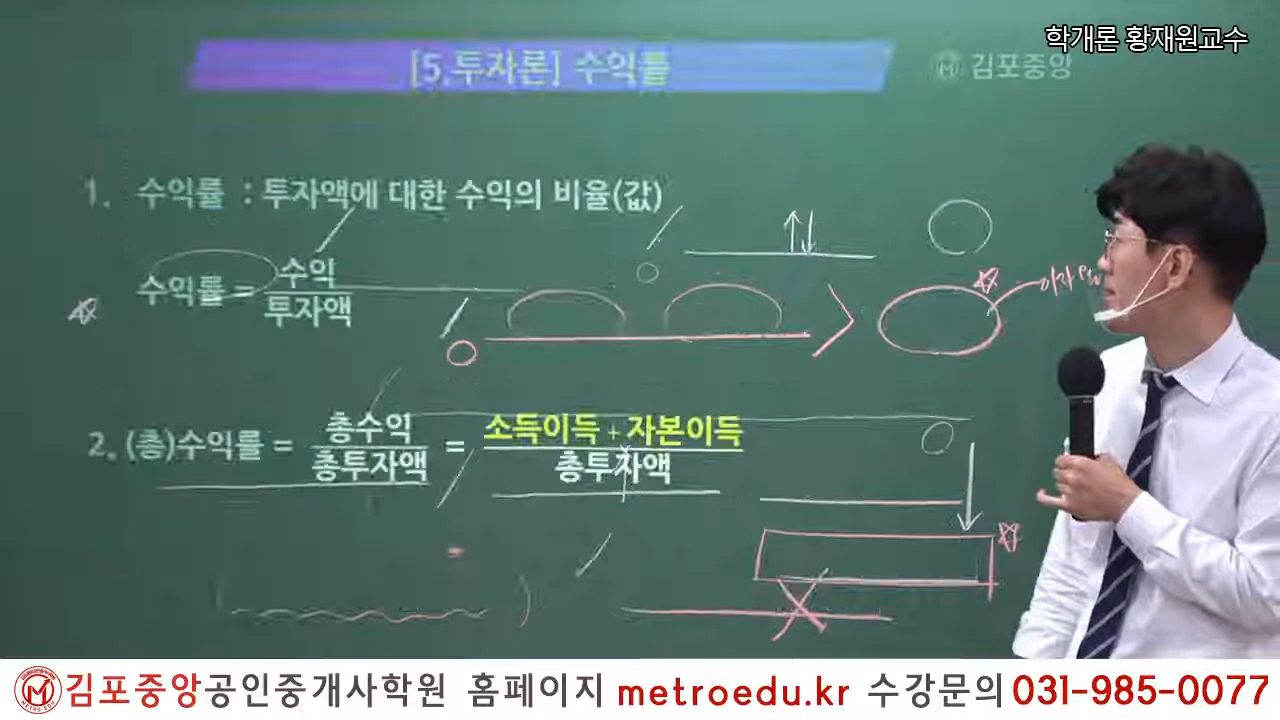 학개론 황재원교수
[5.투자론] 수익률
김포중앙
1. 수익률 : 투자액에 대한 수익의 비율(값)
수익률 = 수익
투자액
2. (총)수익률 = 총수익 = 소득이득 + 자본이득
총투자액 총투자액
김포중앙공인중개사학원 홈페이지 metroedu.kr 수강문의 031-985-0077